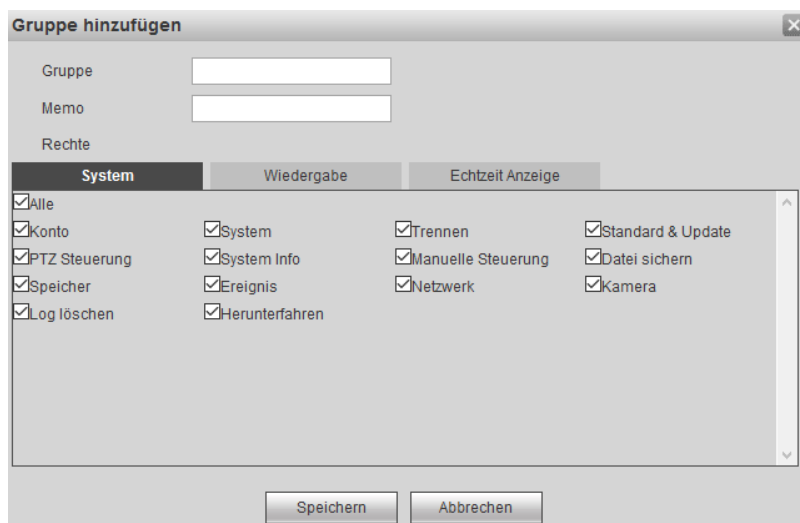 Gruppe hinzufügen
Gruppe
Memo
Rechte
System Wiedergabe Echtzeit Anzeige
Alle
Konto System Trennen Standard & Update
PTZ Steuerung System Info Manuelle Steuerung Datei sichern
Speicher Ereignis Netzwerk Kamera
Log löschen Herunterfahren
Speichern Abbrechen